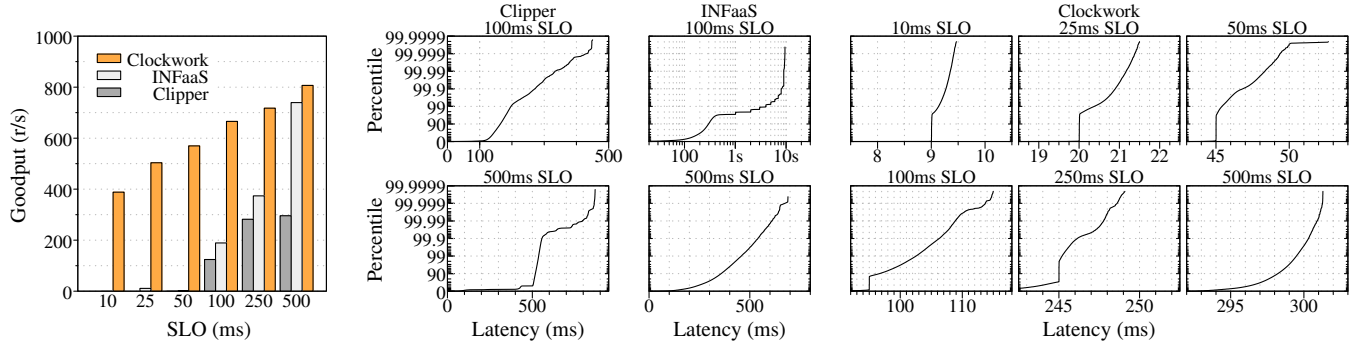 1000
800
600
400
200
0
Goodput (r/s)
Clockwork
INFaaS
Clipper
10 25 50 100 250 500
SLO (ms)
Clipper
100ms SLO
99.9999
99.999
99.99
99.9
99
90
0
Percentile
0 100 500
INFaaS
100ms SLO
100 1s 10s
Clockwork
10ms SLO
8 9 10
25ms SLO
19 20 21 22
50ms SLO
45 50
500ms SLO
99.9999
99.999
99.99
99.9
99
90
0
Percentile
0 500
Latency (ms)
500ms SLO
0 500
Latency (ms)
100ms SLO
100 110
250ms SLO
245 250
500ms SLO
295 300
Latency (ms)